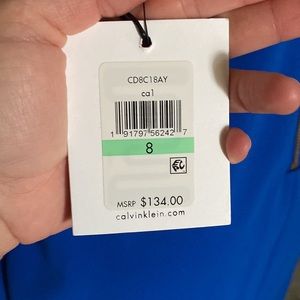 CD8C18AY
ca1
1 91797 56242 7
8
MSRP $134.00
calvinklein.com